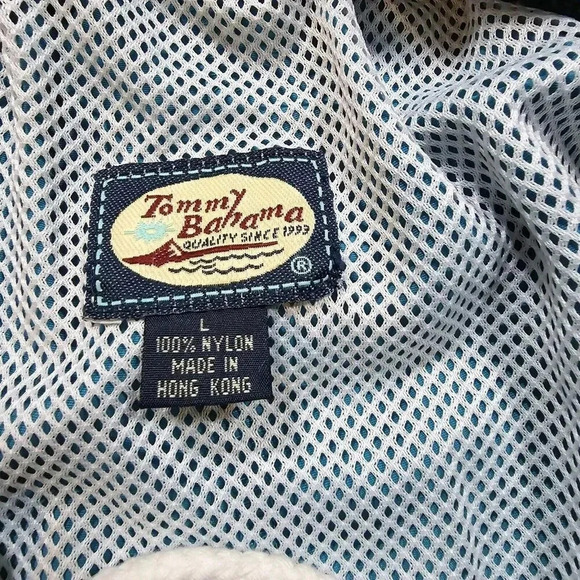 Tommy
Bahama
QUALITY SINCE 1993
®
L
100% NYLON
MADE IN
HONG KONG